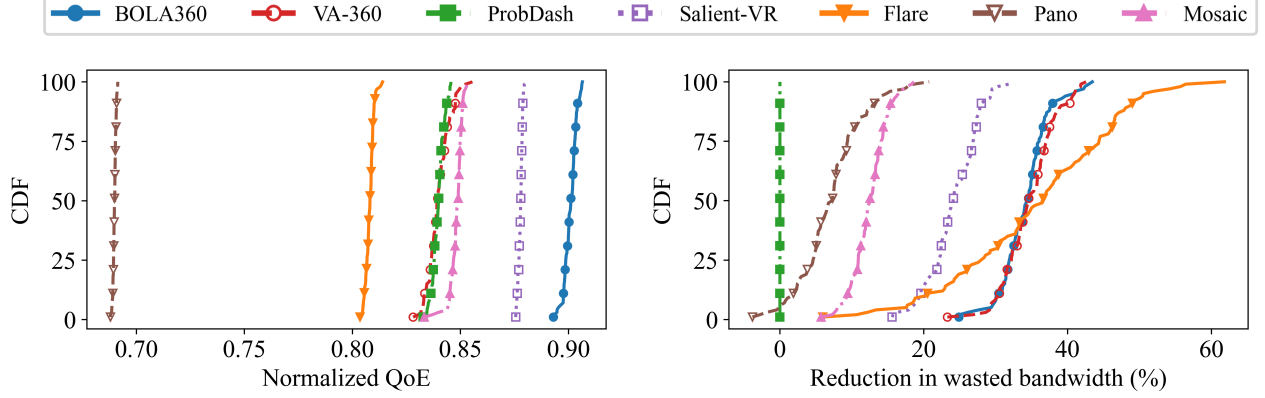 BOLA360 VA-360 ProbDash Salient-VR Flare Pano Mosaic
100
75
50
25
0
CDF
0.70 0.75 0.80 0.85 0.90
Normalized QoE
100
75
50
25
0
CDF
0 20 40 60
Reduction in wasted bandwidth (%)